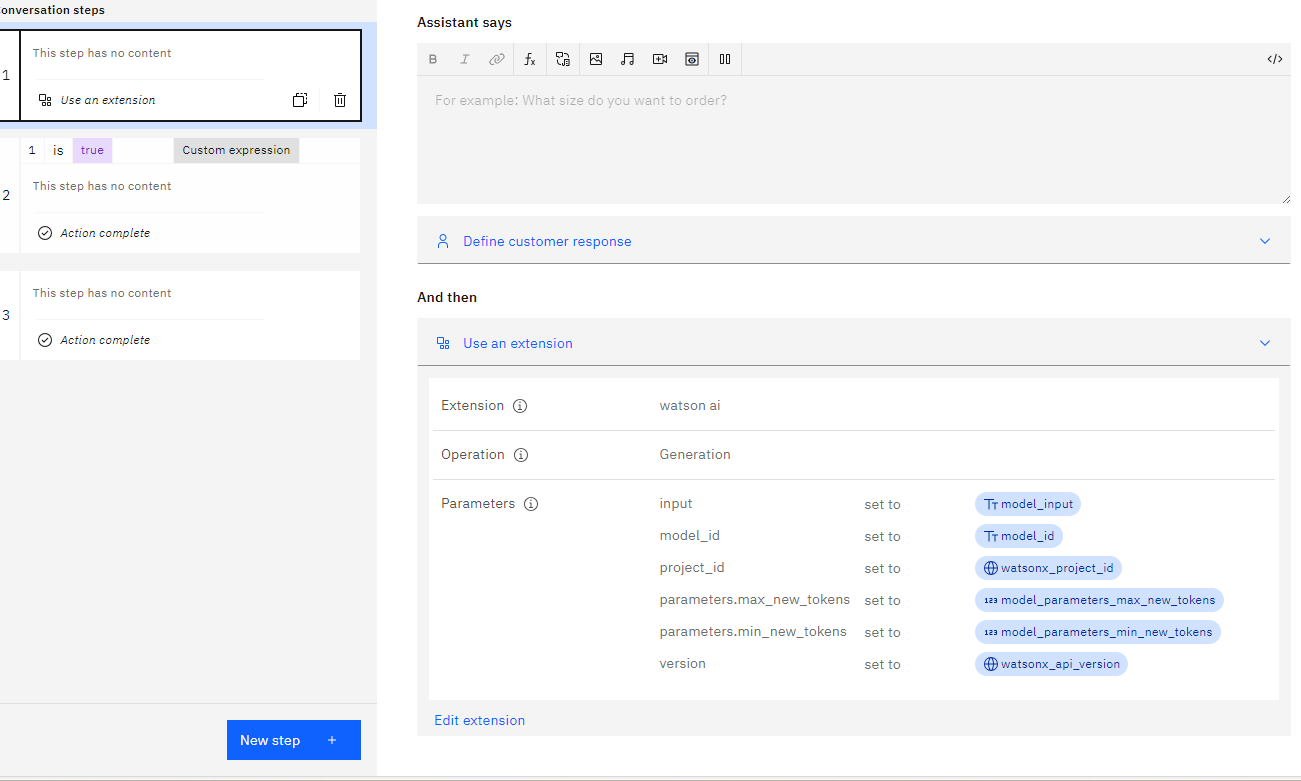 onversation steps
1
This step has no content
Use an extension
2
1 is true Custom expression
This step has no content
Action complete
3
This step has no content
Action complete
New step +
Assistant says
B I fx </>
For example: What size do you want to order?
Define customer response
And then
Use an extension
Extension watson ai
Operation Generation
Parameters input set to model_input
model_id set to model_id
project_id set to watsonx_project_id
parameters.max_new_tokens set to 123 model_parameters_max_new_tokens
parameters.min_new_tokens set to 123 model_parameters_min_new_tokens
version set to watsonx_api_version
Edit extension